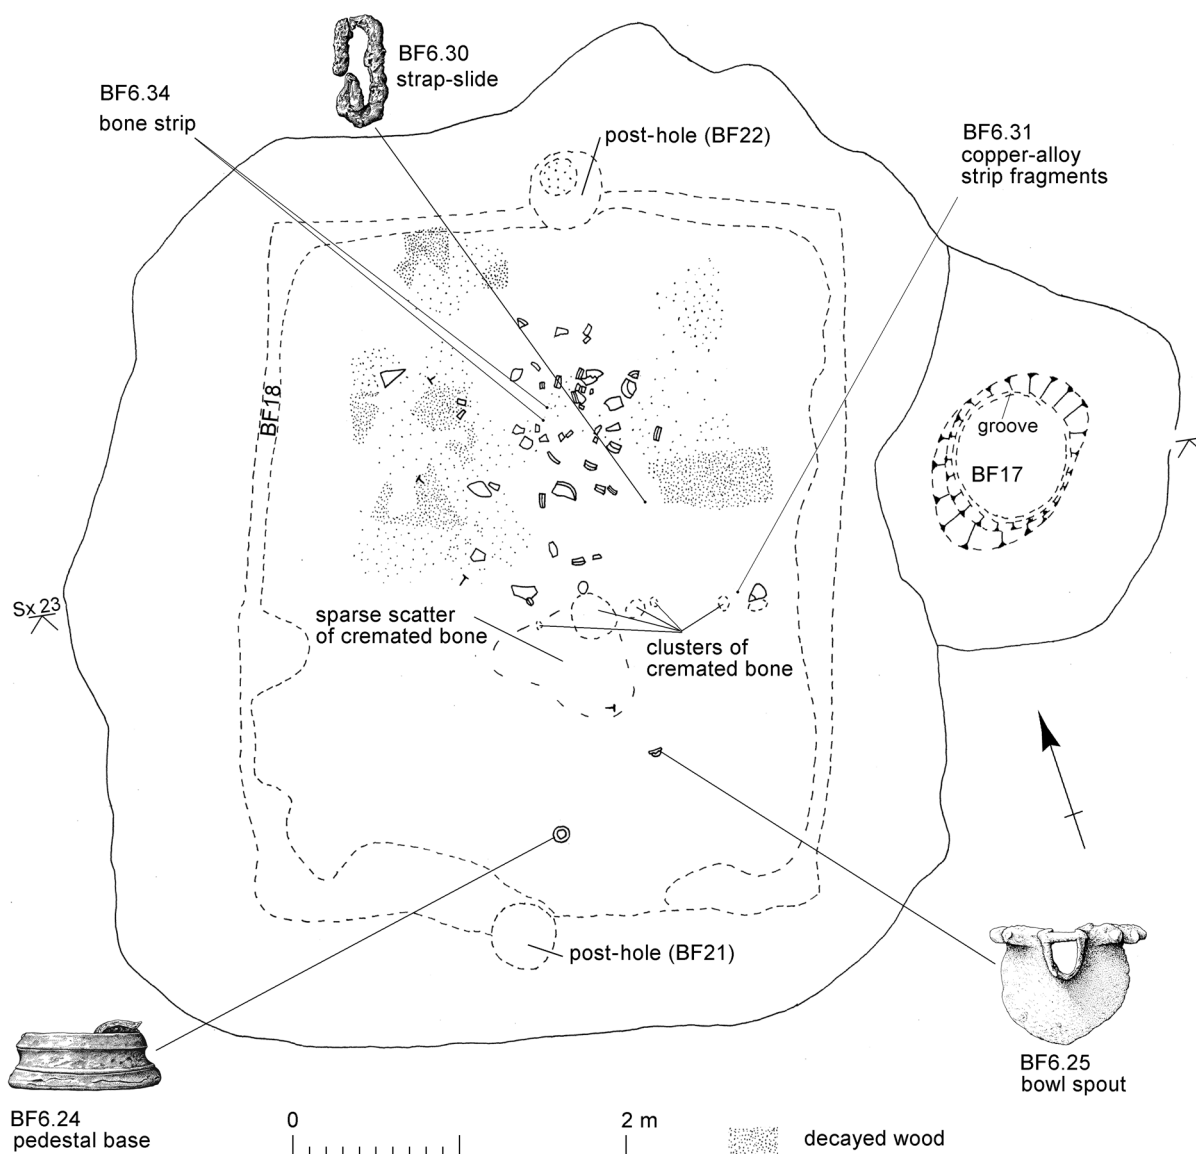 BF6.30
strap-slide
BF6.34
bone strip
post-hole (BF22)
BF6.31
copper-alloy
strip fragments
BF18
groove
BF17
Sx 23
sparse scatter
of cremated bone
clusters of
cremated bone
post-hole (BF21)
BF6.25
bowl spout
BF6.24
pedestal base
0
2 m
decayed wood